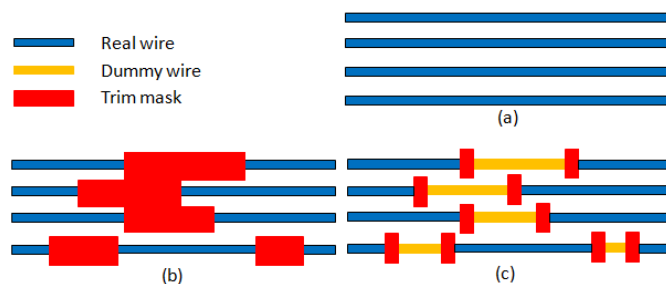 Real wire
Dummy wire
Trim mask
(a)
(b)
(c)